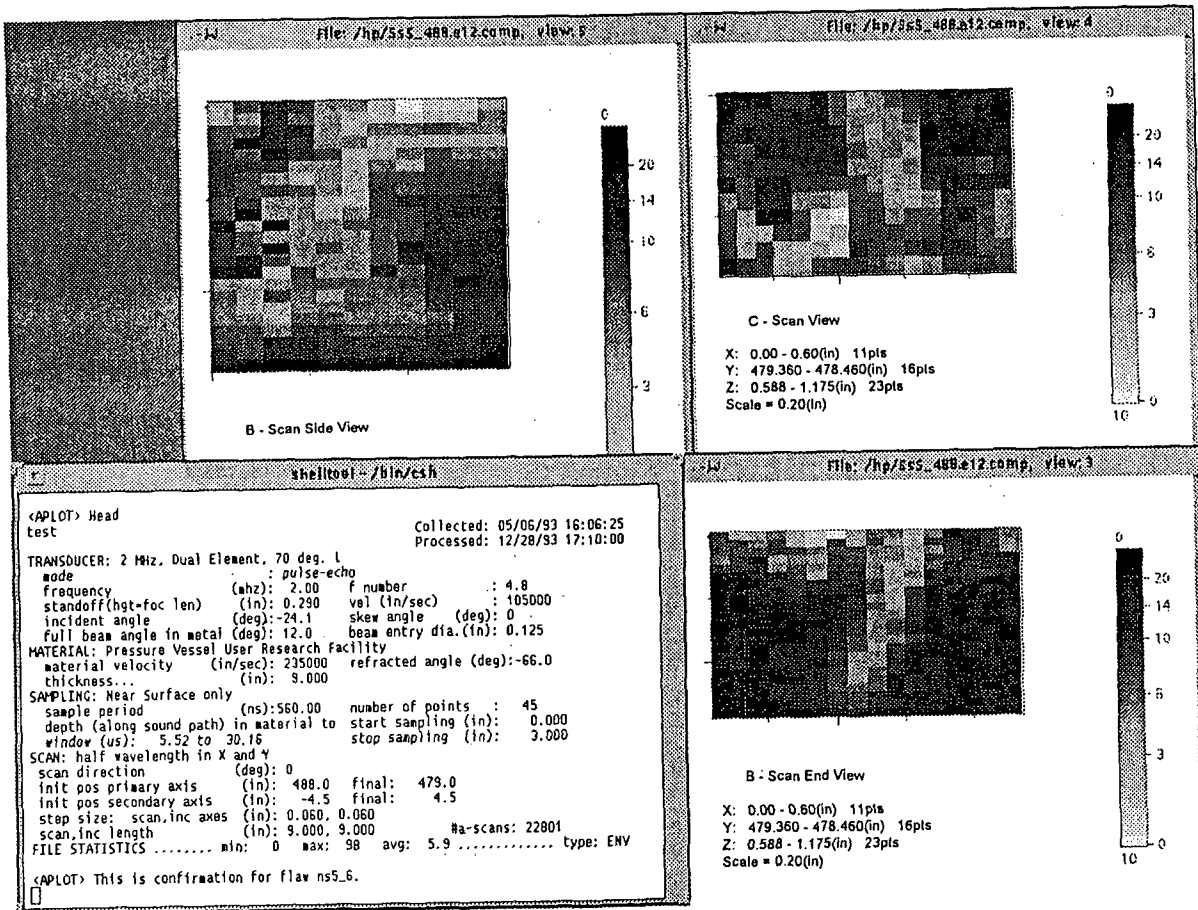 File: /hp/Ss5_488.e12.comp, view: 5
0
20
14
10
6
3
B - Scan Side View
File: /hp/Ss5_488.e12.comp, view: 4
0
20
14
10
6
3
0
10
C - Scan View
X: 0.00 - 0.60(in) 11pts
Y: 479.360 - 478.460(in) 16pts
Z: 0.588 - 1.175(in) 23pts
Scale = 0.20(in)
shelltool - /bin/csh
<APLOT> Head
test
Collected: 05/06/93 16:06:25
Processed: 12/28/93 17:10:00
TRANSDUCER: 2 MHz, Dual Element, 70 deg. L
mode : pulse-echo
frequency (mhz): 2.00 f number : 4.8
standoff(hgt-foc len) (in): 0.290 vel (in/sec) : 105000
incident angle (deg):-24.1 skew angle (deg): 0
full beam angle in metal (deg): 12.0 beam entry dia.(in): 0.125
MATERIAL: Pressure Vessel User Research Facility
material velocity (in/sec): 235000 refracted angle (deg):-66.0
thickness... (in): 9.000
SAMPLING: Near Surface only
sample period (ns):560.00 number of points : 45
depth (along sound path) in material to start sampling (in): 0.000
window (us): 5.52 to 30.16 stop sampling (in): 3.000
SCAN: half wavelength in X and Y
scan direction (deg): 0
init pos primary axis (in): 488.0 final: 479.0
init pos secondary axis (in): -4.5 final: 4.5
step size: scan,inc axes (in): 0.060, 0.060
scan,inc length (in): 9.000, 9.000 #a-scans: 22801
FILE STATISTICS ........ min: 0 max: 98 avg: 5.9 ............. type: ENV
<APLOT> This is confirmation for flaw ns5_6.
File: /hp/Ss5_488.e12.comp, view: 3
0
20
14
10
6
3
0
10
B - Scan End View
X: 0.00 - 0.60(in) 11pts
Y: 479.360 - 478.460(in) 16pts
Z: 0.588 - 1.175(in) 23pts
Scale = 0.20(in)